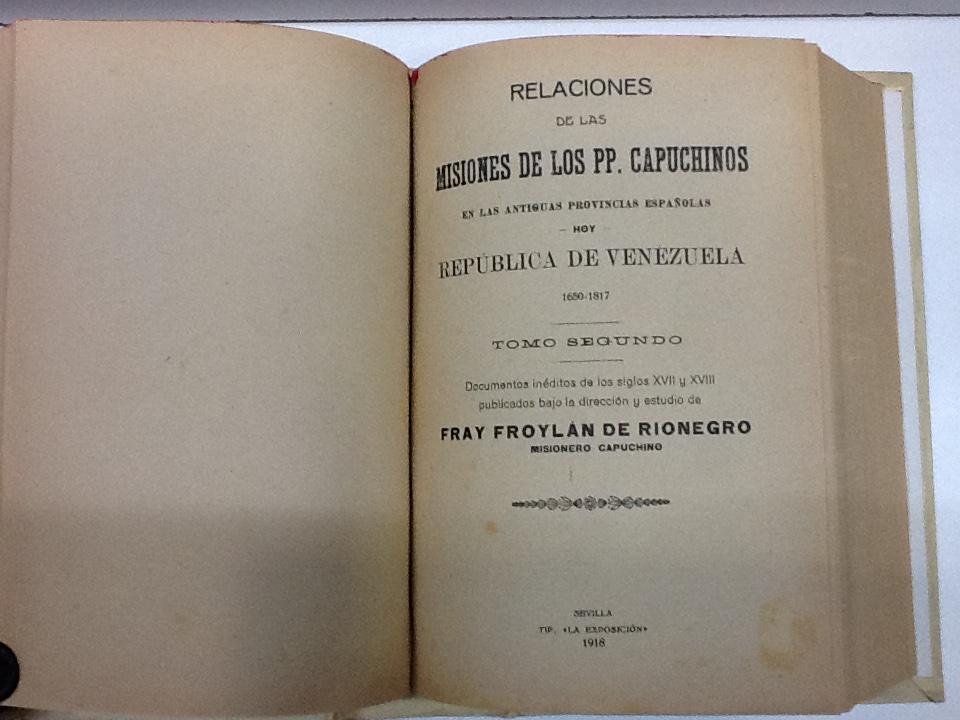 RELACIONES
DE LAS
MISIONES DE LOS PP. CAPUCHINOS
EN LAS ANTIGUAS PROVINCIAS ESPAÑOLAS
– HOY –
REPÚBLICA DE VENEZUELA
1650-1817
TOMO SEGUNDO
Documentos inéditos de los siglos XVII y XVIII
publicados bajo la dirección y estudio de
FRAY FROYLÁN DE RIONEGRO
MISIONERO CAPUCHINO
SEVILLA
TIP. «LA EXPOSICIÓN»
1918